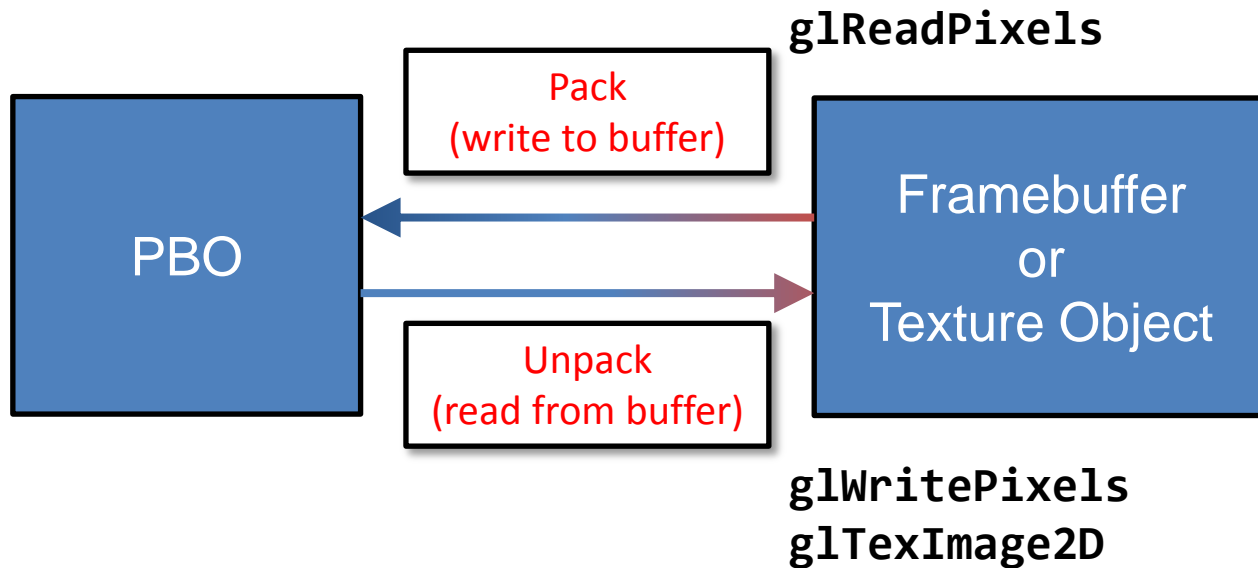 glReadPixels
Pack
(write to buffer)
PBO
Framebuffer
or
Texture Object
Unpack
(read from buffer)
glWritePixels
glTexImage2D